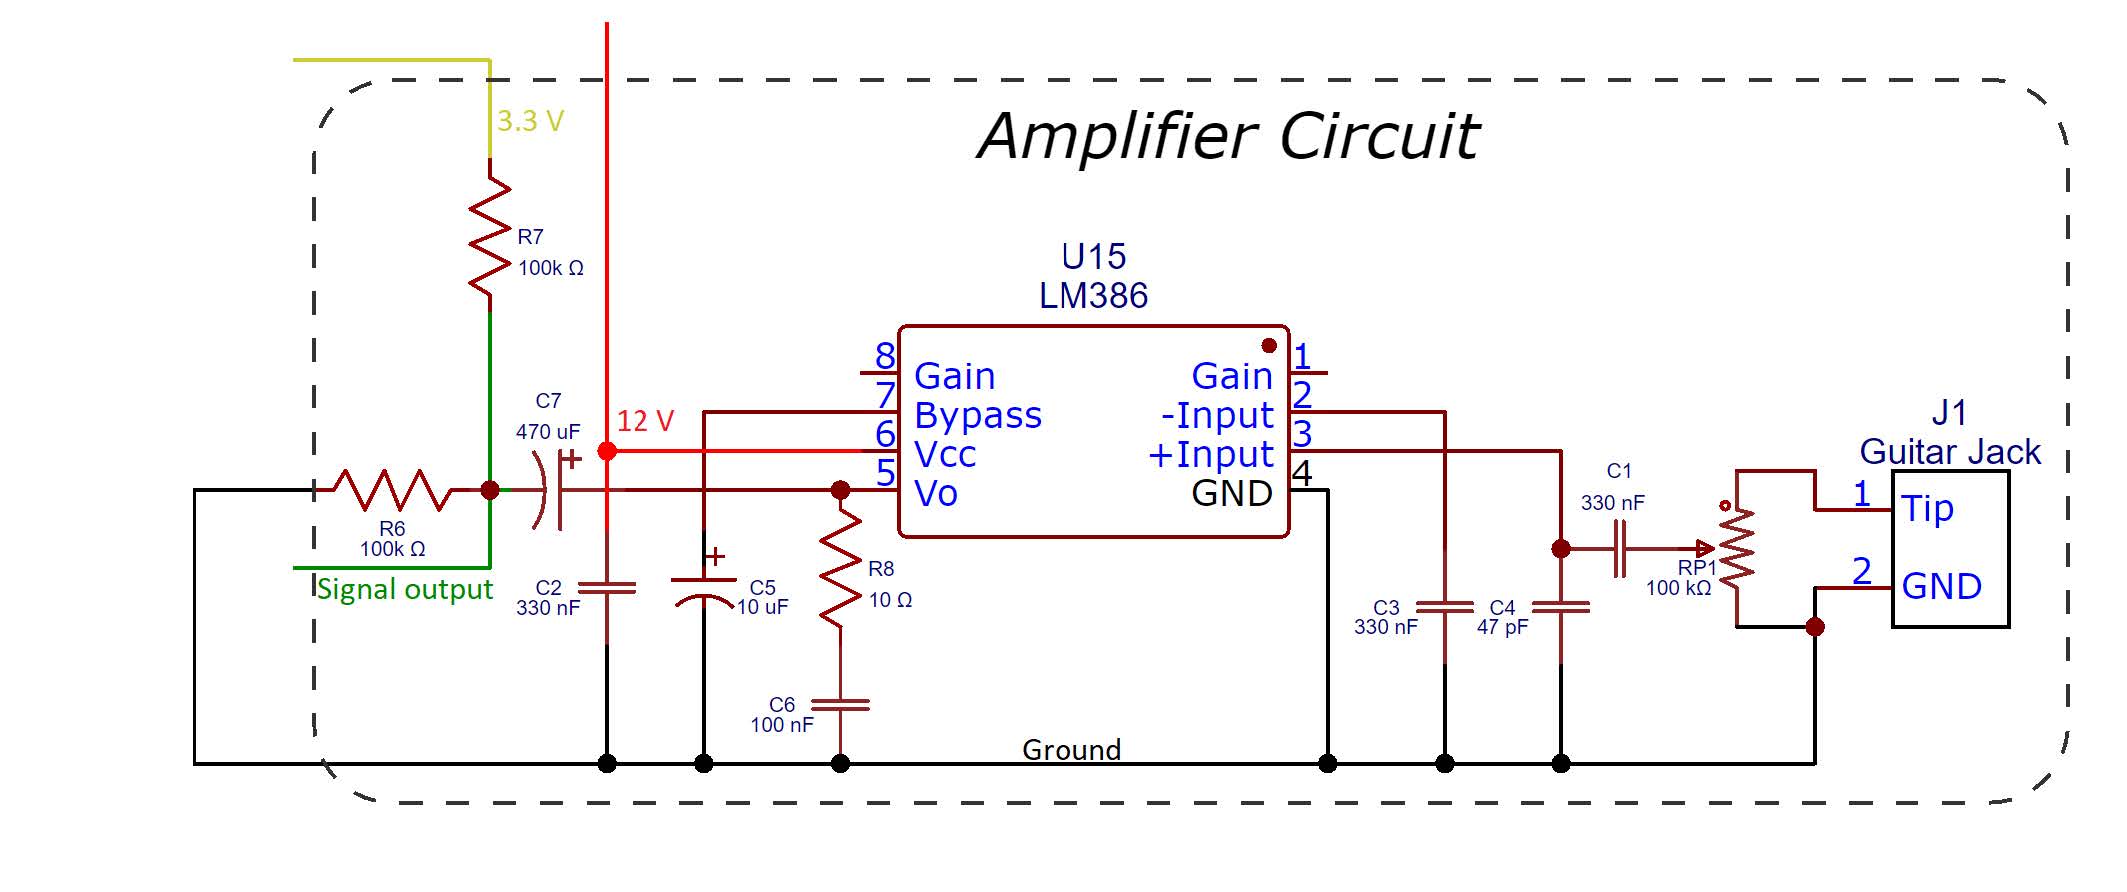 3.3 V
Amplifier Circuit
R7
100k Ω
U15
LM386
8
Gain
7
Bypass
6
Vcc
5
Vo
1
Gain
2
-Input
3
+Input
4
GND
C7
470 uF
+
12 V
J1
Guitar Jack
1
Tip
2
GND
C1
330 nF
R6
100k Ω
Signal output
C2
330 nF
+
C5
10 uF
R8
10 Ω
C3
330 nF
C4
47 pF
RP1
100 kΩ
C6
100 nF
Ground